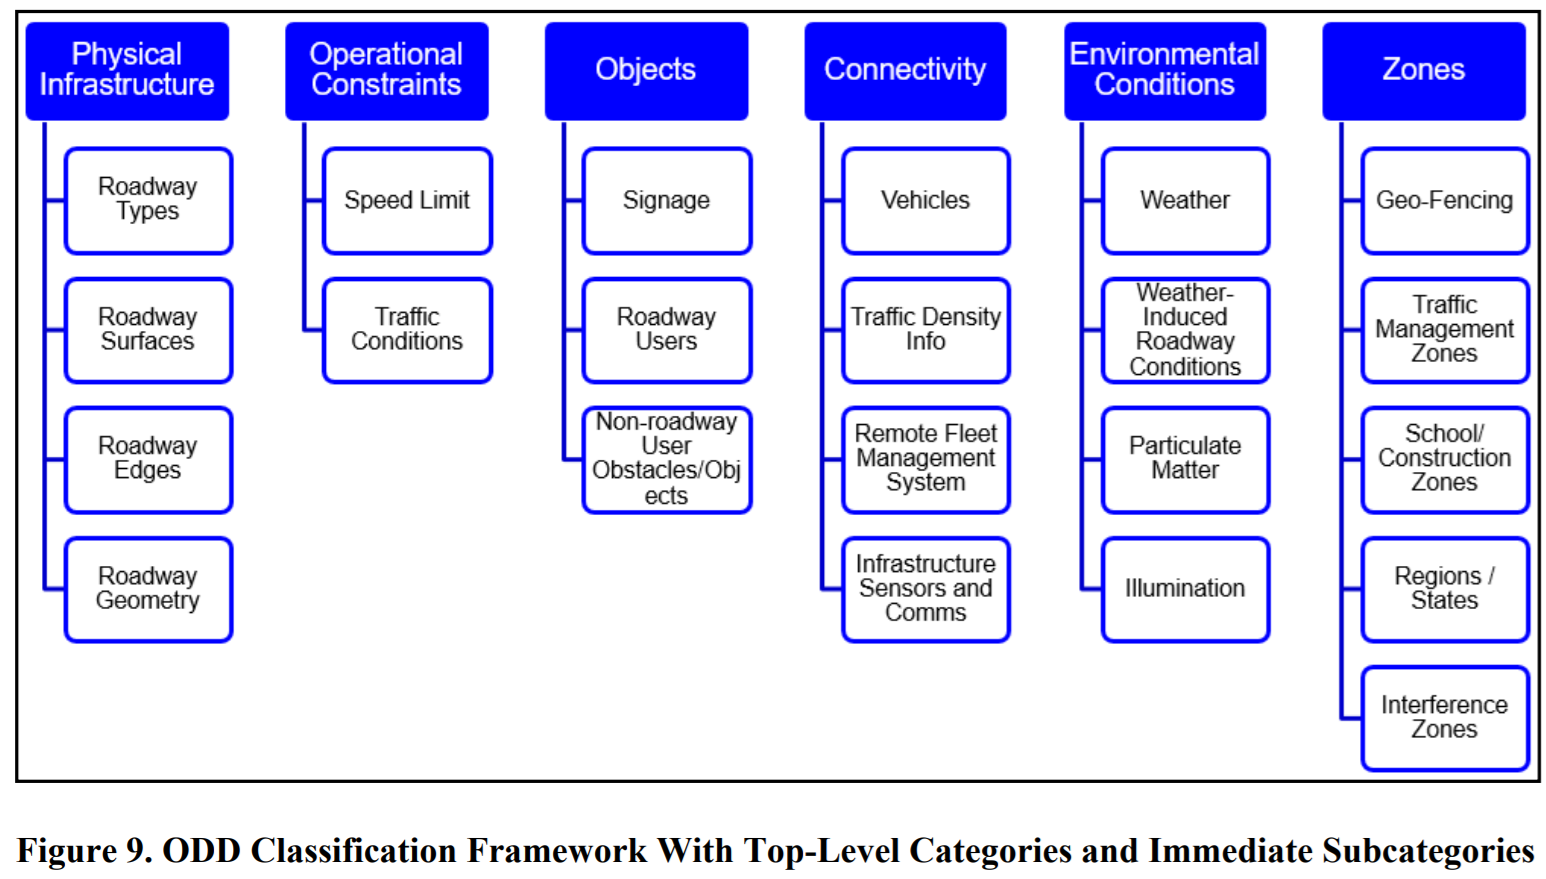 Physical
Infrastructure
Roadway
Types
Roadway
Surfaces
Roadway
Edges
Roadway
Geometry
Operational
Constraints
Speed Limit
Traffic
Conditions
Objects
Signage
Roadway
Users
Non-roadway
User
Obstacles/Obj
ects
Connectivity
Vehicles
Traffic Density
Info
Remote Fleet
Management
System
Infrastructure
Sensors and
Comms
Environmental
Conditions
Weather
Weather-
Induced
Roadway
Conditions
Particulate
Matter
Illumination
Zones
Geo-Fencing
Traffic
Management
Zones
School/
Construction
Zones
Regions /
States
Interference
Zones
Figure 9. ODD Classification Framework With Top-Level Categories and Immediate Subcategories